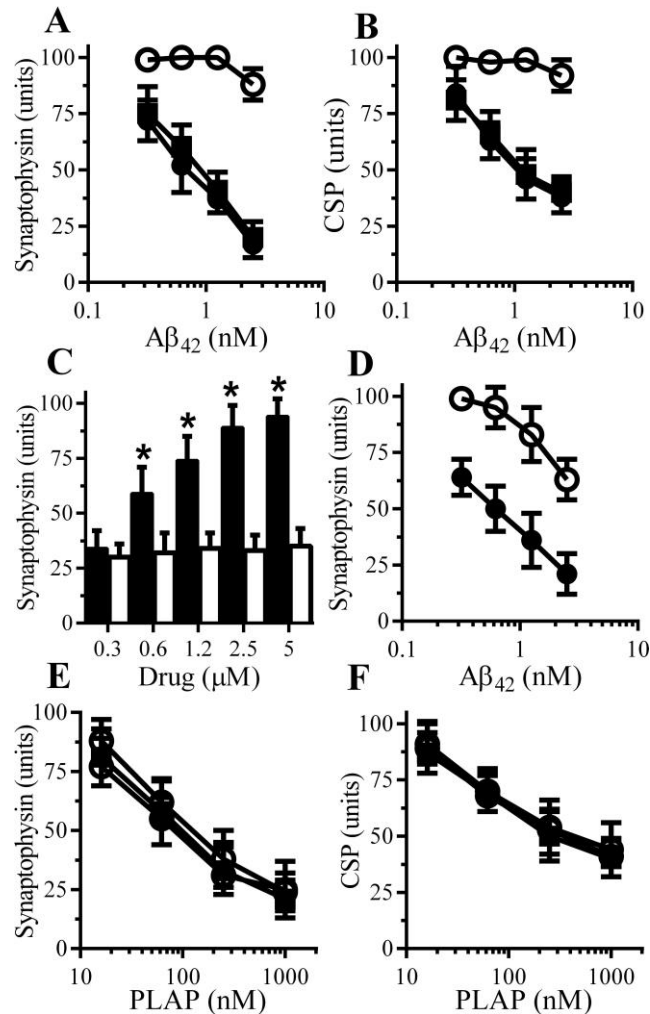 A
Synaptophysin (units)
100
75
50
25
0
0.1
1
10
Aβ42 (nM)
B
CSP (units)
100
75
50
25
0
0.1
1
10
Aβ42 (nM)
C
Synaptophysin (units)
100
75
50
25
0
* * * *
0.3
0.6
1.2
2.5
5
Drug (μM)
D
Synaptophysin (units)
100
75
50
25
0
0.1
1
10
Aβ42 (nM)
E
Synaptophysin (units)
100
75
50
25
0
10
100
1000
PLAP (nM)
F
CSP (units)
100
75
50
25
0
10
100
1000
PLAP (nM)